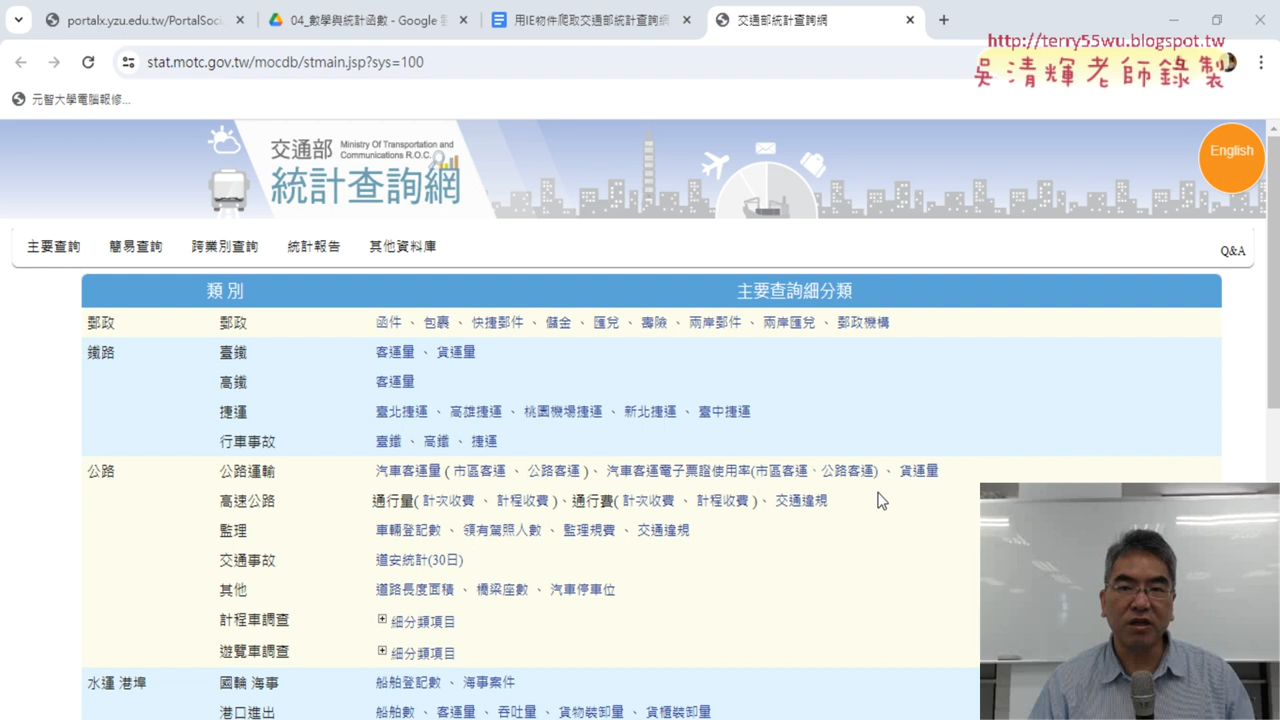 portalx.yzu.edu.tw/PortalSoci
04_數學與統計函數 - Google
用IE物件爬取交通部統計查詢網
交通部統計查詢網
http://terry55wu.blogspot.tw
stat.motc.gov.tw/mocdb/stmain.jsp?sys=100
吳清輝老師錄製
元智大學電腦報修...
交通部 Ministry Of Transportation and Communications R.O.C.
English
統計查詢網
主要查詢 簡易查詢 跨業別查詢 統計報告 其他資料庫 Q&A
類 別 主要查詢細分類
郵政 郵政 函件 、 包裹 、 快捷郵件 、 儲金 、 匯兌 、 壽險 、 兩岸郵件 、 兩岸匯兌 、 郵政機構
鐵路 臺鐵 客運量 、 貨運量
高鐵 客運量
捷運 臺北捷運 、 高雄捷運 、 桃園機場捷運 、 新北捷運 、 臺中捷運
行車事故 臺鐵 、 高鐵 、 捷運
公路 公路運輸 汽車客運量 ( 市區客運 、 公路客運 )、 汽車客運電子票證使用率(市區客運、公路客運) 、 貨運量
高速公路 通行量( 計次收費 、 計程收費 )、通行費( 計次收費 、 計程收費 )、 交通違規
監理 車輛登記數 、 領有駕照人數 、 監理規費 、 交通違規
交通事故 道安統計(30日)
其他 道路長度面積 、 橋梁座數 、 汽車停車位
計程車調查 細分類項目
遊覽車調查 細分類項目
水運 港埠 國輪 海事 船舶登記數 、 海事案件
港口進出 船舶數 、 客運量 、 吞吐量 、 貨物裝卸量 、 貨櫃裝卸量